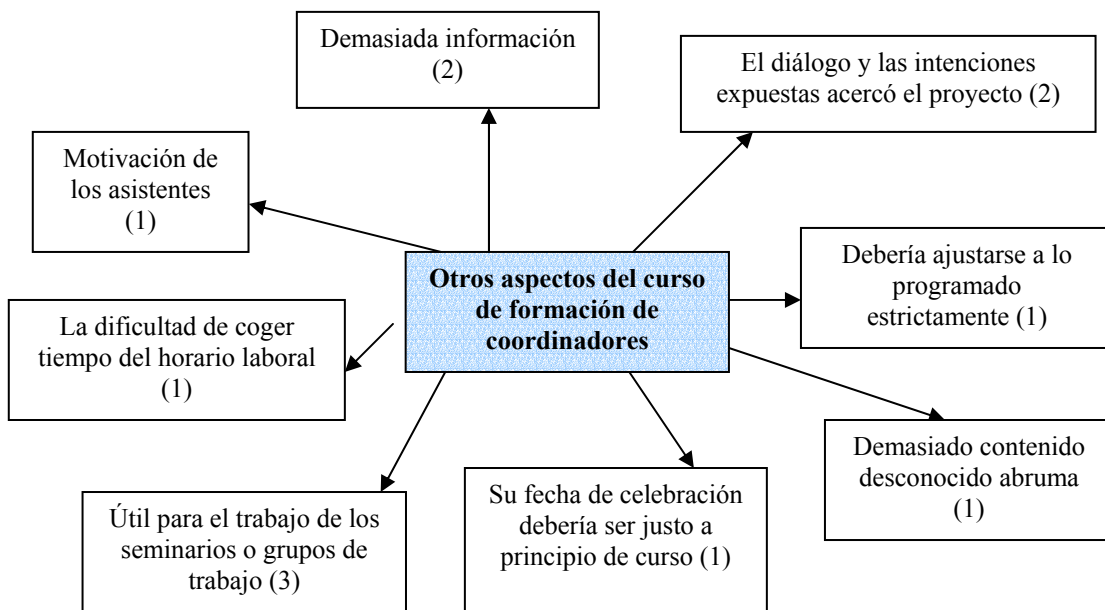 Demasiada información
(2)
El diálogo y las intenciones
expuestas acercó el proyecto (2)
Motivación de
los asistentes
(1)
Otros aspectos del curso
de formación de
coordinadores
Debería ajustarse a lo
programado
estrictamente (1)
La dificultad de coger
tiempo del horario laboral
(1)
Demasiado contenido
desconocido abruma
(1)
Útil para el trabajo de los
seminarios o grupos de
trabajo (3)
Su fecha de celebración
debería ser justo a
principio de curso (1)